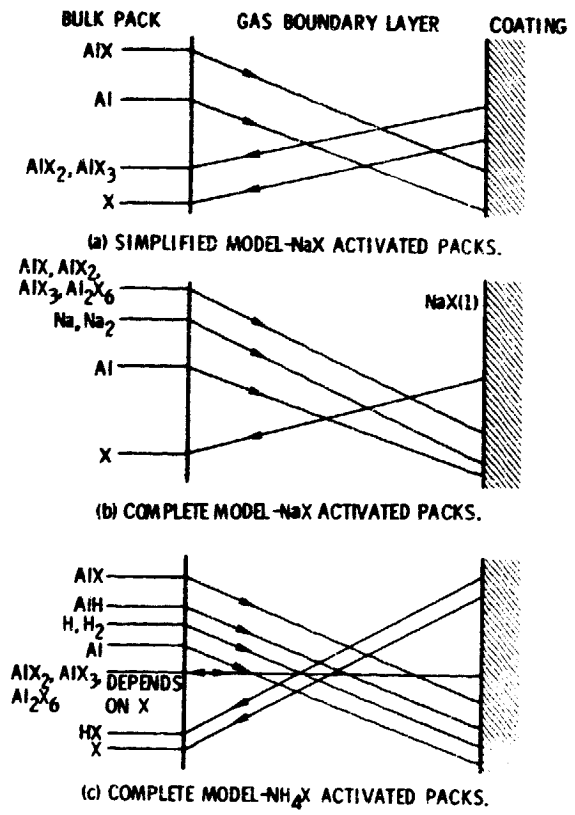 BULK PACK GAS BOUNDARY LAYER COATING
AlX
Al
AlX2, AlX3
X
(a) SIMPLIFIED MODEL-NaX ACTIVATED PACKS.
AlX, AlX2,
AlX3, Al2X6
NaX(l)
Na, Na2
Al
X
(b) COMPLETE MODEL-NaX ACTIVATED PACKS.
AlX
AlH
H, H2
Al
AlX2, AlX3, DEPENDS
Al2X6 ON X
HX
X
(c) COMPLETE MODEL-NH4X ACTIVATED PACKS.